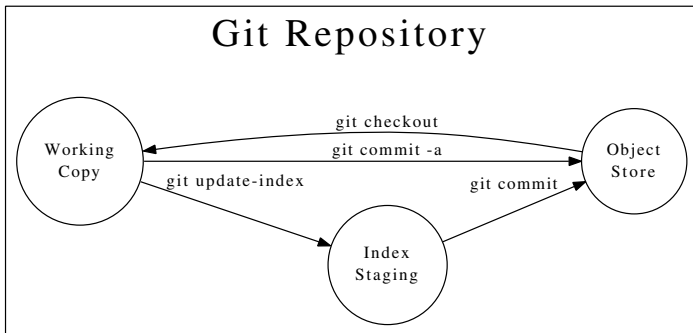 Git Repository
git checkout
Working
Copy
git commit -a
Object
Store
git update-index
git commit
Index
Staging